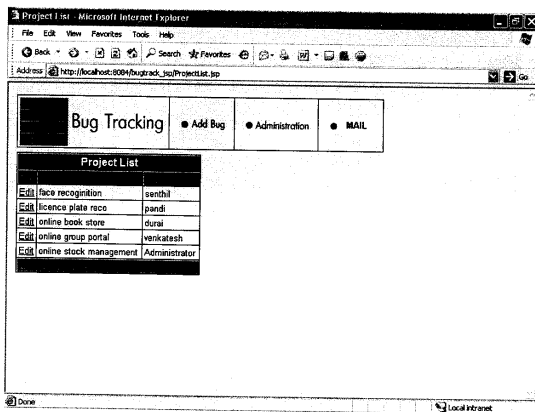 Project List - Microsoft Internet Explorer
File Edit View Favorites Tools Help
Back Search Favorites
Address http://localhost:8084/bugtrack_jsp/ProjectList.jsp Go
Bug Tracking Add Bug Administration MAIL
Project List
Edit face recoginition senthil
Edit licence plate reco pandi
Edit online book store durai
Edit online group portal venkatesh
Edit online stock management Administrator
Done Local intranet